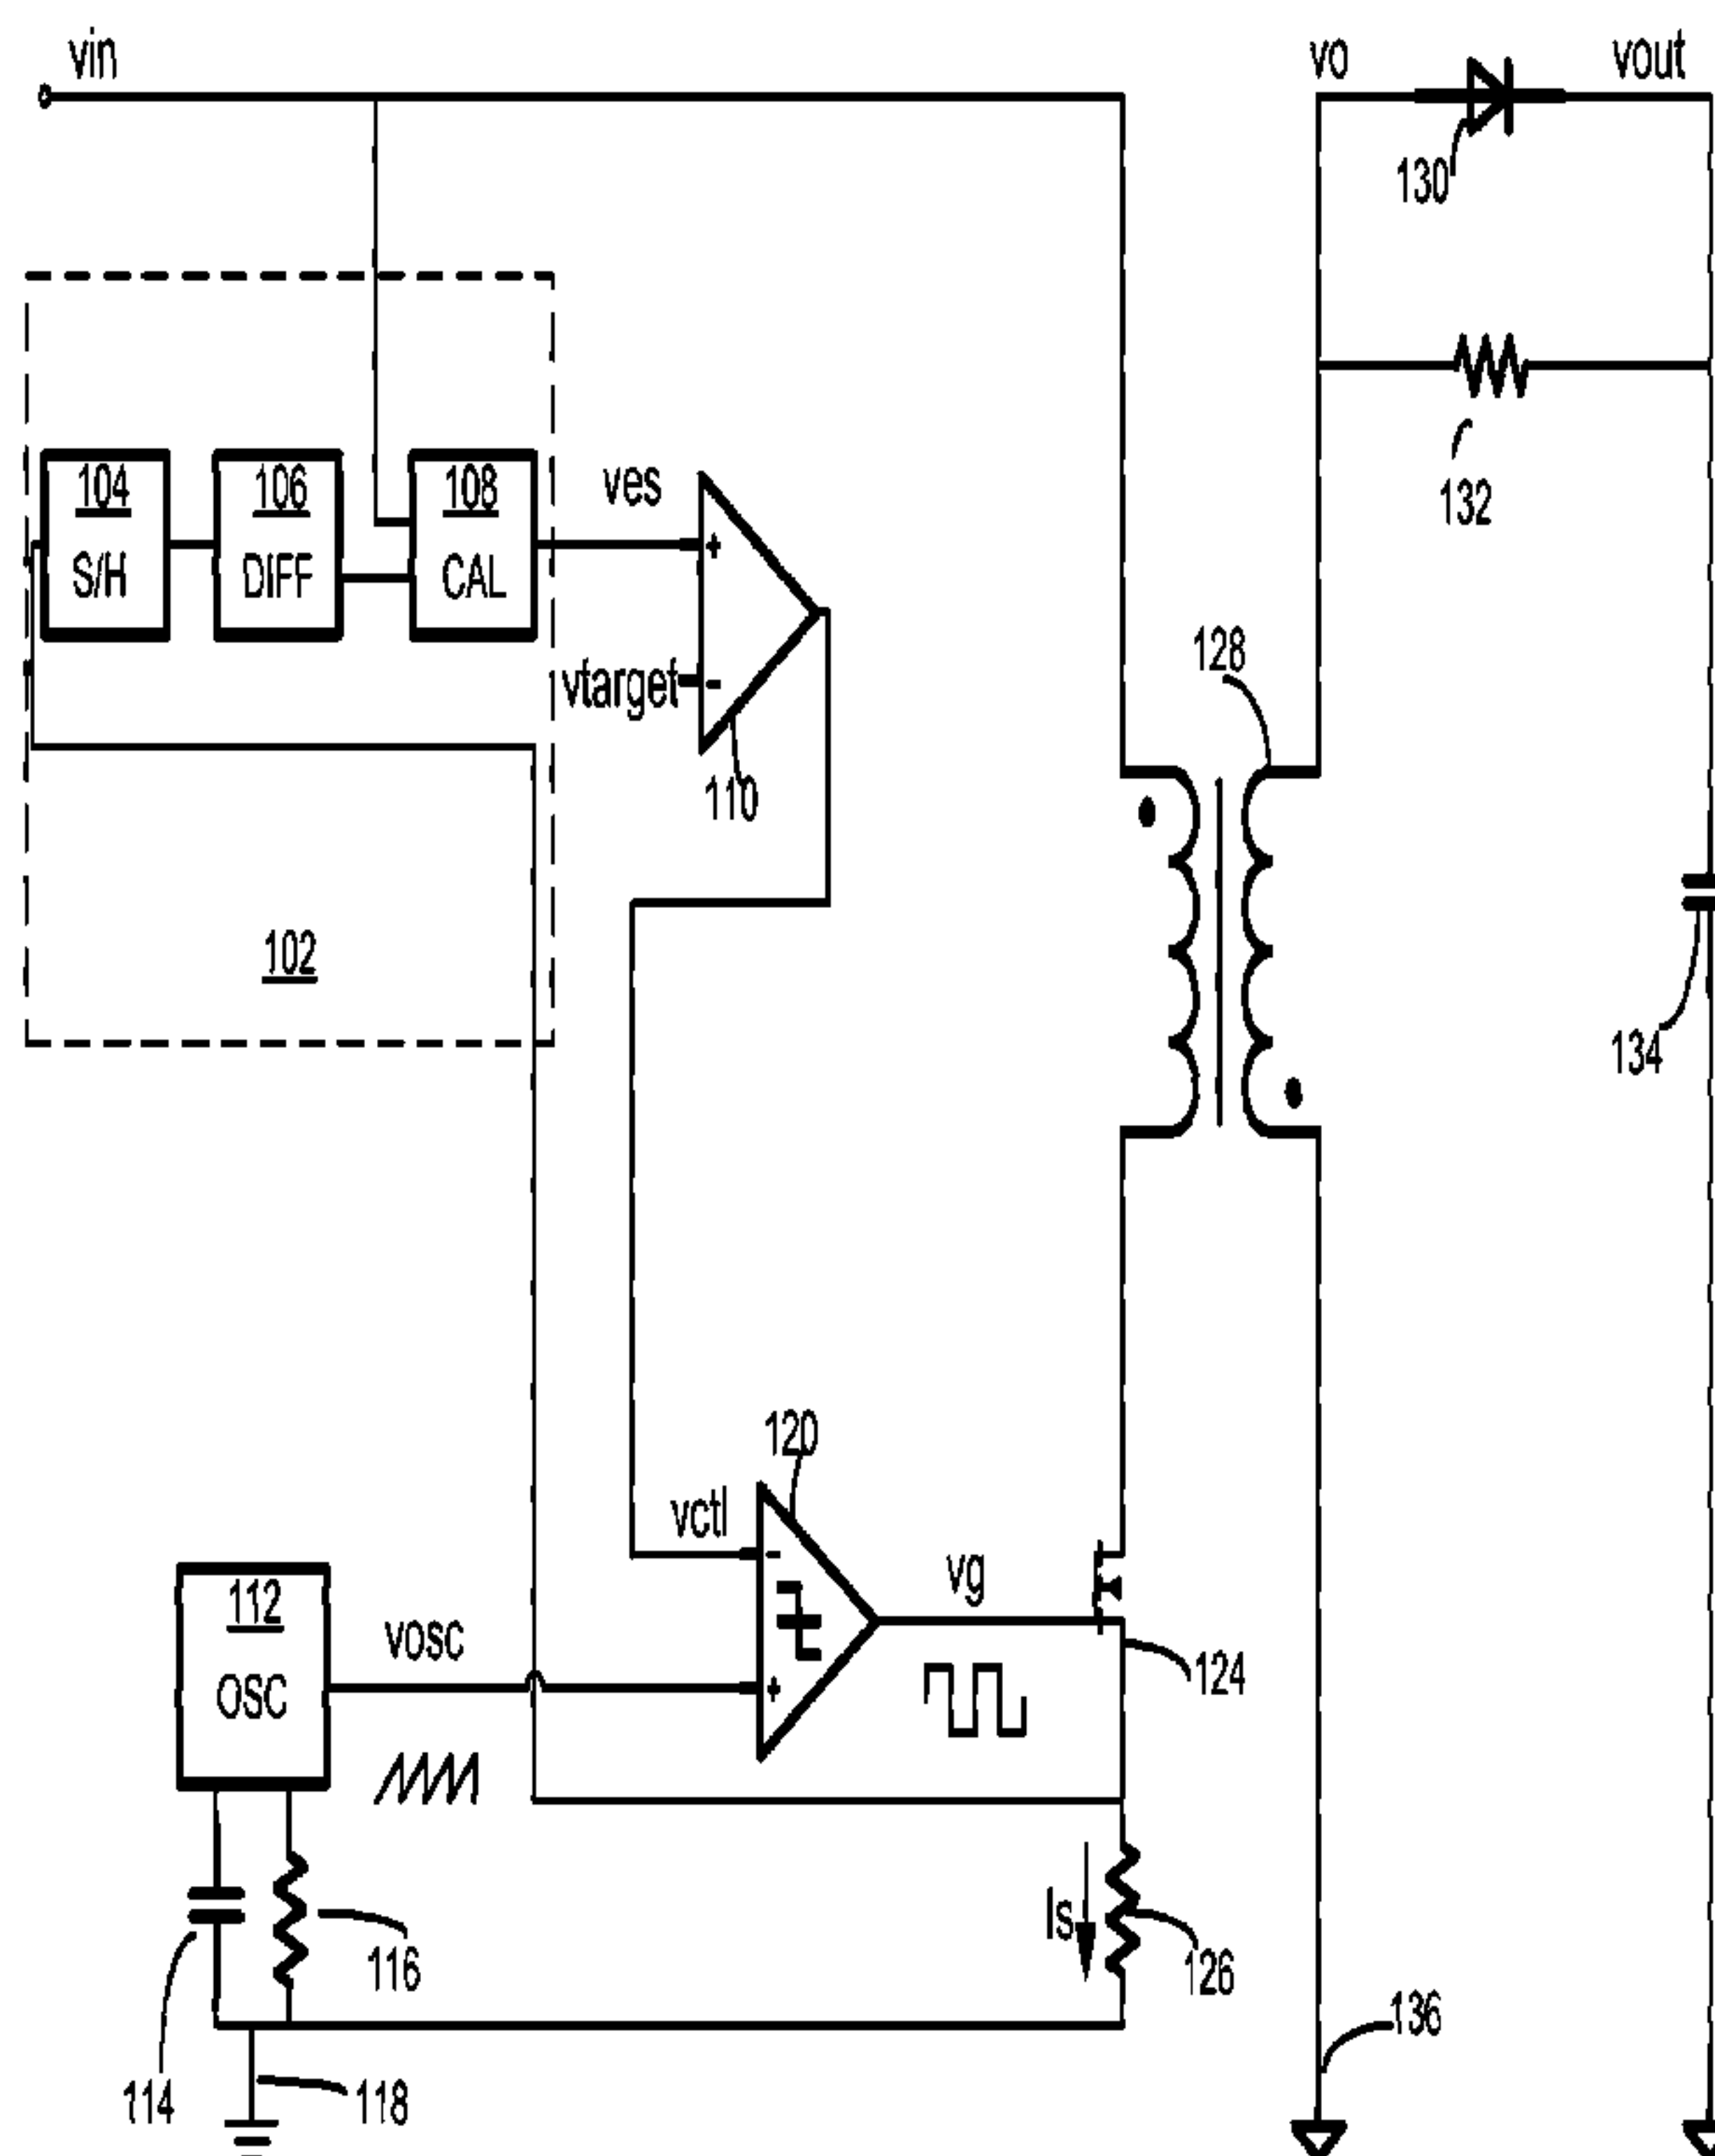 vin
vo
vout
130
104
S/H
106
DIFF
108
CAL
ves
132
vtarget
128
110
102
134
120
vctl
vg
112
OSC
vosc
124
Is
116
126
136
114
118